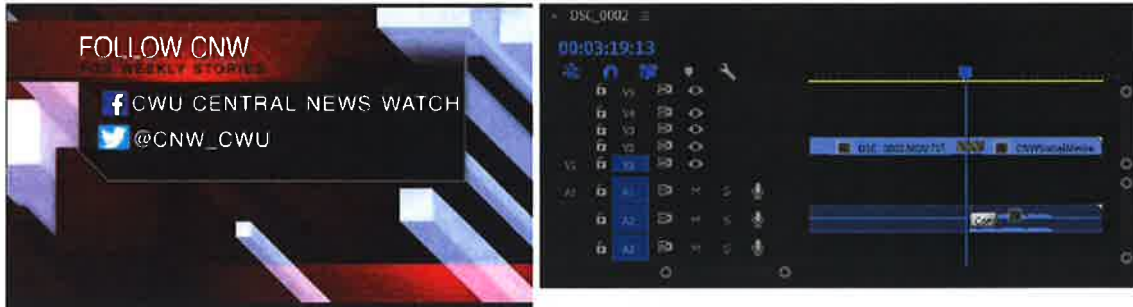 FOLLOW CNW
FOR WEEKLY STORIES
CWU CENTRAL NEWS WATCH
@CNW_CWU
DSC_0002
00:03:19:13
V5
V4
V3
V2
V1 V1
CNWSocialMedia
A1 A1 M S
A2 M S
A3 M S